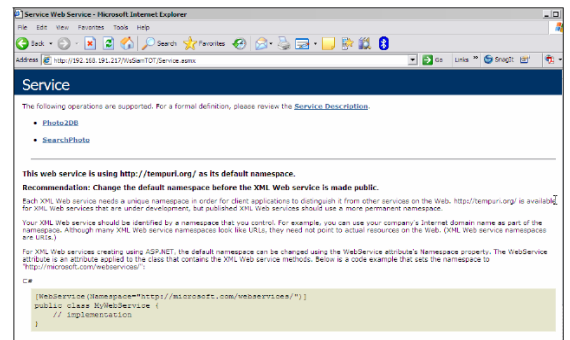 Service Web Service - Microsoft Internet Explorer
File Edit View Favorites Tools Help
Back Search Favorites
Address http://192.168.191.217/WsSiamTOT/Service.asmx Go Links » SnagIt
Service
The following operations are supported. For a formal definition, please review the Service Description.
• Photo2DB
• SearchPhoto
This web service is using http://tempuri.org/ as its default namespace.
Recommendation: Change the default namespace before the XML Web service is made public.
Each XML Web service needs a unique namespace in order for client applications to distinguish it from other services on the Web. http://tempuri.org/ is available
for XML Web services that are under development, but published XML Web services should use a more permanent namespace.
Your XML Web service should be identified by a namespace that you control. For example, you can use your company's Internet domain name as part of the
namespace. Although many XML Web service namespaces look like URLs, they need not point to actual resources on the Web. (XML Web service namespaces
are URIs.)
For XML Web services creating using ASP.NET, the default namespace can be changed using the WebService attribute's Namespace property. The WebService
attribute is an attribute applied to the class that contains the XML Web service methods. Below is a code example that sets the namespace to
"http://microsoft.com/webservices/":
C#
[WebService(Namespace="http://microsoft.com/webservices/")]
public class MyWebService {
// implementation
}